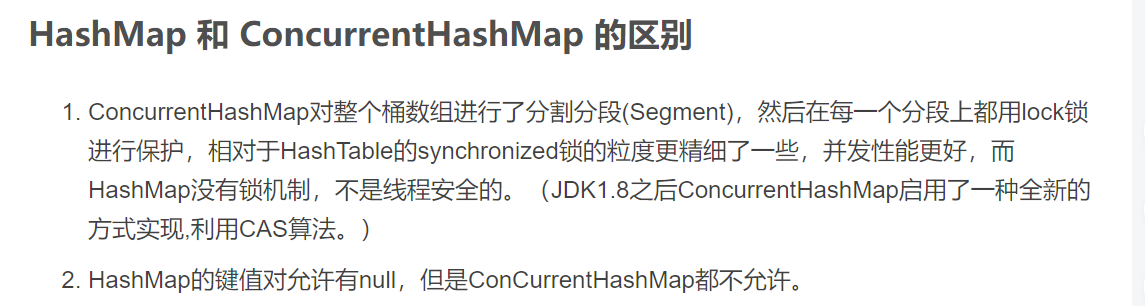 HashMap 和 ConcurrentHashMap 的区别
1. ConcurrentHashMap对整个桶数组进行了分割分段(Segment)，然后在每一个分段上都用lock锁
进行保护，相对于HashTable的synchronized锁的粒度更精细了一些，并发性能更好，而
HashMap没有锁机制，不是线程安全的。（JDK1.8之后ConcurrentHashMap启用了一种全新的
方式实现,利用CAS算法。）
2. HashMap的键值对允许有null，但是ConCurrentHashMap都不允许。